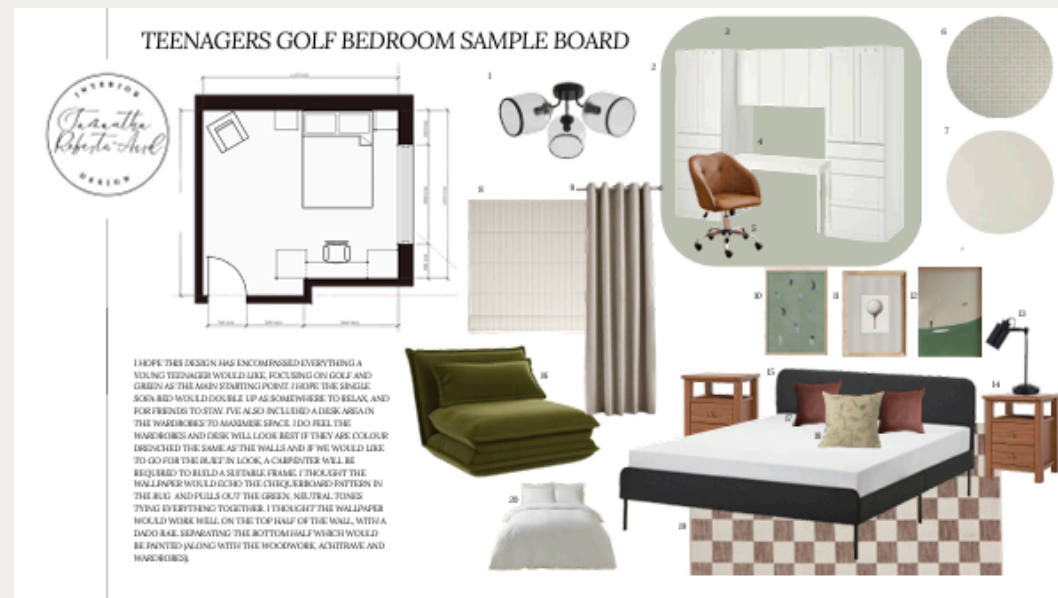 TEENAGERS GOLF BEDROOM SAMPLE BOARD
INTERIOR
Samantha
Roberta-Axed
DESIGN
1
2
3
4
5
6
7
8
9
10
11
12
13
14
15
16
17
18
19
20
I HOPE THIS DESIGN HAS ENCOMPASSED EVERYTHING A
YOUNG TEENAGER WOULD LIKE, FOCUSING ON GOLF AND
GREEN AS THE MAIN STARTING POINT. I HOPE THE SINGLE
SOFA BED WOULD DOUBLE UP AS SOMEWHERE TO RELAX, AND
FOR FRIENDS TO STAY. I'VE ALSO INCLUDED A DESK AREA IN
THE WARDROBES TO MAXIMISE SPACE. I DO FEEL THE
WARDROBES AND DESK WILL LOOK BEST IF THEY ARE COLOUR
DRENCHED THE SAME AS THE WALLS AND IF WE WOULD LIKE
TO GO FOR THE BUILT IN LOOK, A CARPENTER WILL BE
REQUIRED TO BUILD A SUITABLE FRAME. I THOUGHT THE
WALLPAPER WOULD ECHO THE CHEQUERBOARD PATTERN IN
THE RUG AND PULLS OUT THE GREEN, NEUTRAL TONES
TYING EVERYTHING TOGETHER. I THOUGHT THE WALLPAPER
WOULD WORK WELL ON THE TOP HALF OF THE WALL, WITH A
DADO RAIL SEPARATING THE BOTTOM HALF WHICH WOULD
BE PAINTED (ALONG WITH THE WOODWORK, ACHITRAVE AND
WARDROBES).